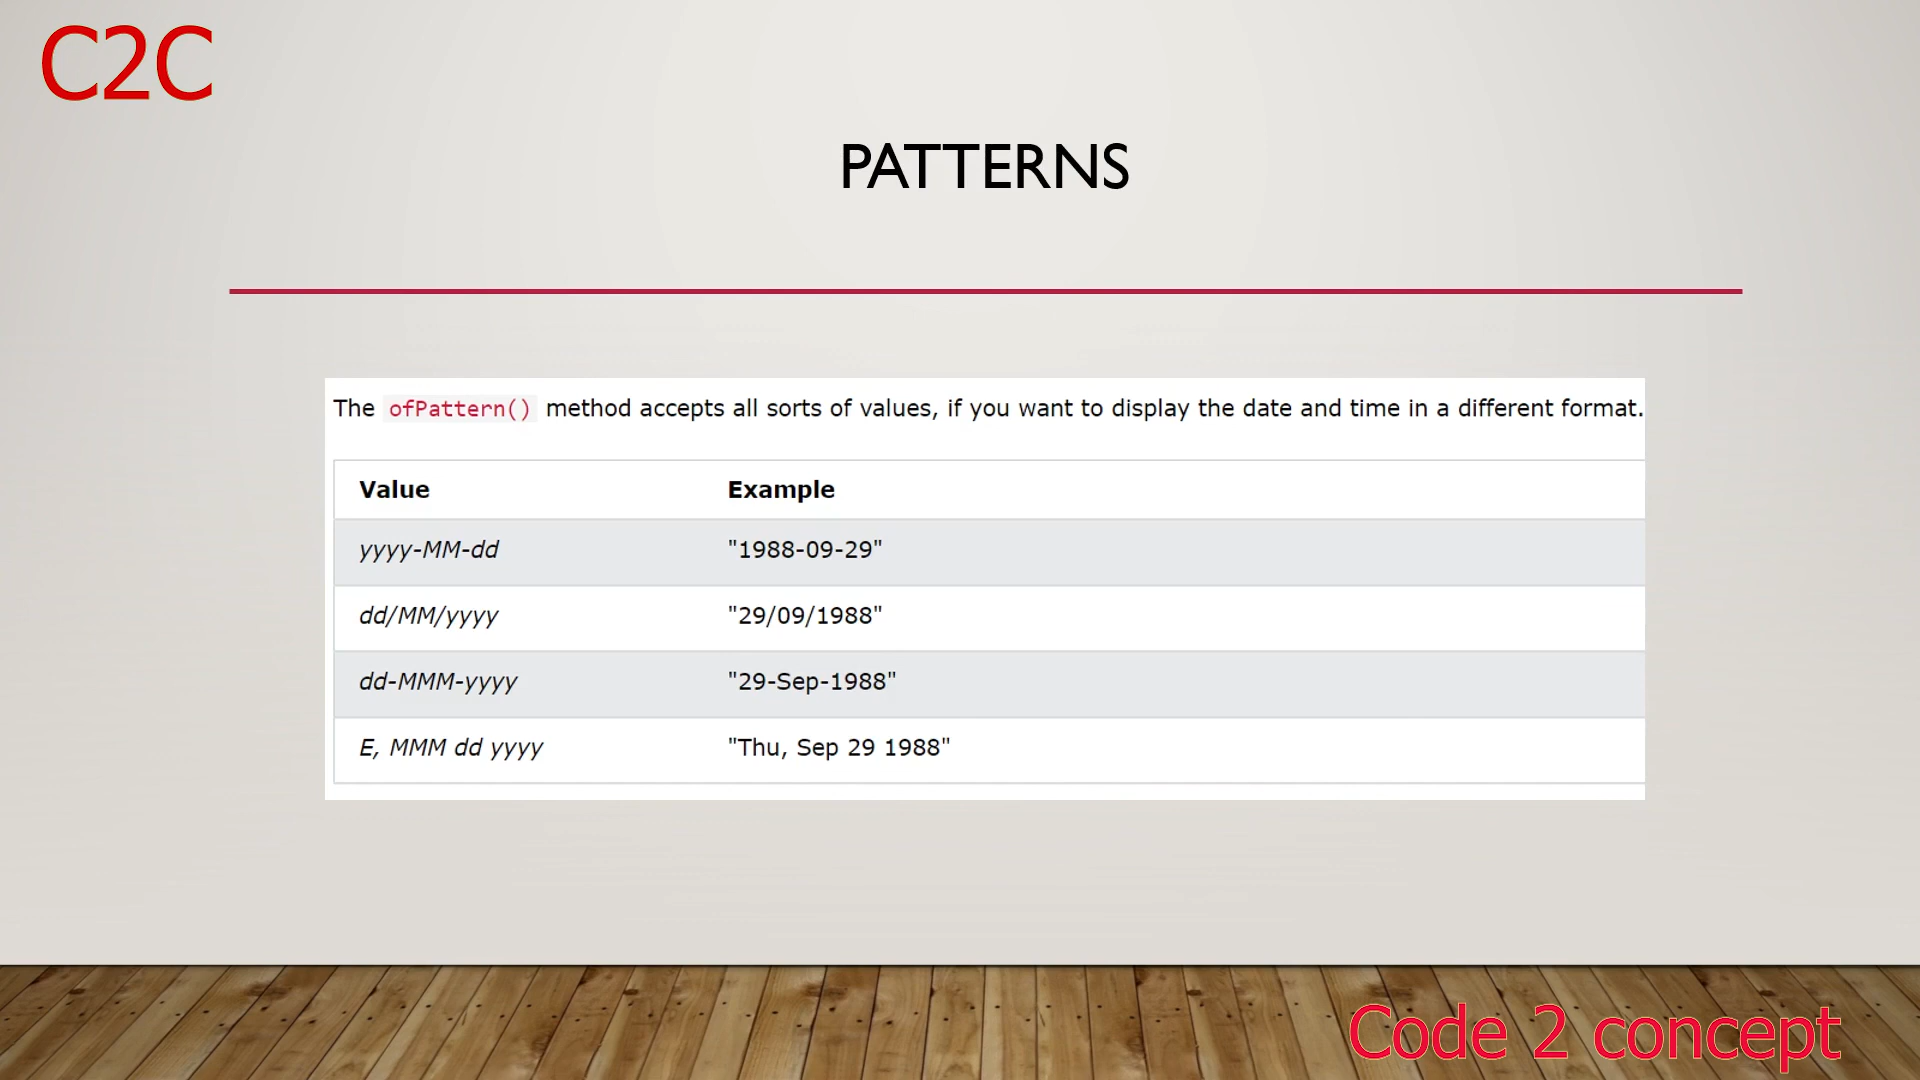 C2C
PATTERNS
The ofPattern() method accepts all sorts of values, if you want to display the date and time in a different format.
Value Example
yyyy-MM-dd "1988-09-29"
dd/MM/yyyy "29/09/1988"
dd-MMM-yyyy "29-Sep-1988"
E, MMM dd yyyy "Thu, Sep 29 1988"
Code 2 concept